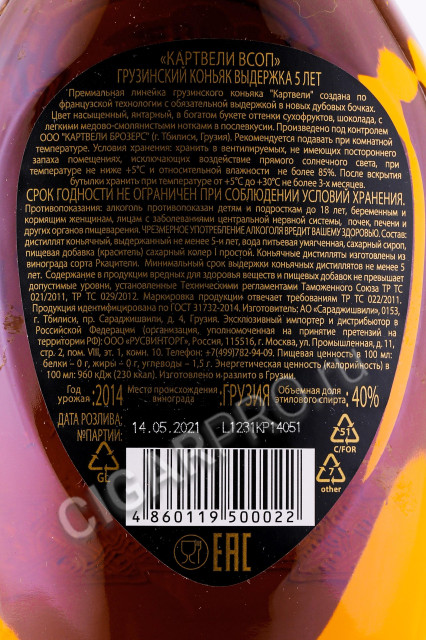 «КАРТВЕЛИ ВСОП»
ГРУЗИНСКИЙ КОНЬЯК ВЫДЕРЖКА 5 ЛЕТ
"Премиальная линейка грузинского коньяка "Картвели" создана по
французской технологии с обязательной выдержкой в новых дубовых бочках.
Цвет насыщенный, янтарный, в богатом букете оттенки сухофруктов, шоколада, с
легкими медово-смолянистыми нотками в послевкусии. Произведено под контролем
ООО "КАРТВЕЛИ БРОЗЕРС" (г. Тбилиси, Грузия). Рекомендуется подавать при комнатной
температуре. Условия хранения: хранить в вентилируемых, не имеющих постороннего
запаха помещениях, исключающих воздействие прямого солнечного света, при
температуре не ниже +5°С и относительной влажности не более 85%. После вскрытия
бутылки хранить при температуре от +5°С до +30°С не более 3-х месяцев.
СРОК ГОДНОСТИ НЕ ОГРАНИЧЕН ПРИ СОБЛЮДЕНИИ УСЛОВИЙ ХРАНЕНИЯ.
Противопоказания: алкоголь противопоказан детям и подросткам до 18 лет, беременным и
кормящим женщинам, лицам с заболеваниями центральной нервной системы, почек, печени и
других органов пищеварения. ЧРЕЗМЕРНОЕ УПОТРЕБЛЕНИЕ АЛКОГОЛЯ ВРЕДИТ ВАШЕМУ ЗДОРОВЬЮ. Состав:
дистиллят коньячный, выдержанный не менее 5-и лет, вода питьевая умягченная, сахарный сироп,
пищевая добавка (краситель) сахарный колер I простой. Коньячные дистилляты изготовлены из
винограда сорта Ркацители. Минимальный срок выдержки коньячных дистиллятов не менее 5
лет. Содержание в продукции вредных для здоровья веществ и пищевых добавок не превышает
допустимые уровни, установленные Техническими регламентами Таможенного Союза ТР ТС
021/2011, ТР ТС 029/2012. Маркировка продукции отвечает требованиям ТР ТС 022/2011.
Продукция идентифицирована по ГОСТ 31732-2014. Изготовитель: АО «Сараджишвили», 0153,
г. Тбилиси, пр. Сараджишвили, д. 4, Грузия. Эксклюзивный импортер и дистрибьютор в
Российской Федерации (организация, уполномоченная на принятие претензий на
территории РФ): ООО «РУСВИНТОРГ», Россия, 115516, г. Москва, ул. Промышленная, д. 11,
стр. 2, пом. VIII, эт. 1, ком. 10. Телефон: +7(499)782-94-09. Пищевая ценность в 100 мл:
белки – 0 г, жиры – 0 г, углеводы – 1,5 г. Энергетическая ценность (калорийность) в
100 мл: 960 кДж (230 ккал). Изготовлено и разлито в Грузии.
Год урожая: 2014 Место происхождения винограда: ГРУЗИЯ Объемная доля этилового спирта: 40%
ДАТА РОЗЛИВА: 14.05.2021 L1231KP14051
№ПАРТИИ:
GL
51
C/FOR
7
other
CIGARPRO.RU
4 860119 500022
EAC